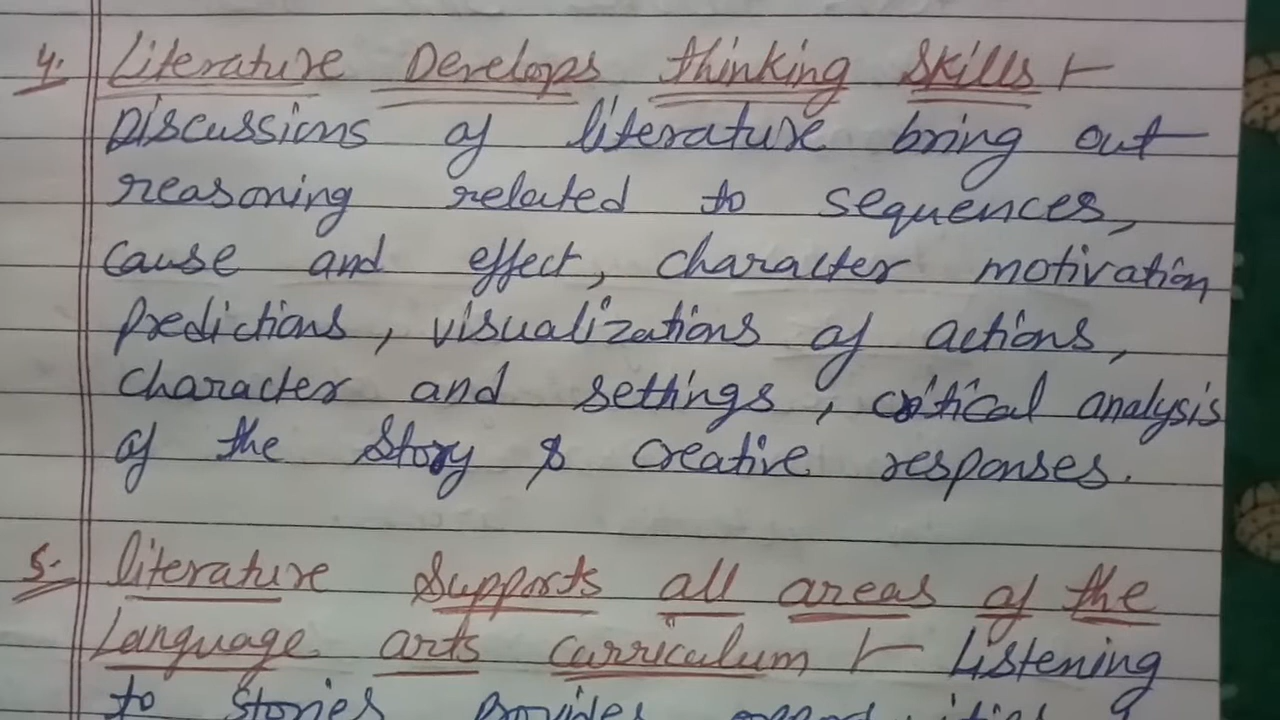 4. Literature Develops thinking Skills :-
Discussions of literature bring out
reasoning related to sequences,
cause and effect, character motivation
predictions, visualizations of actions,
character and settings, critical analysis
of the story & creative responses.
5. literature Supports all areas of the
Language arts curriculum :- Listening
to stories provides